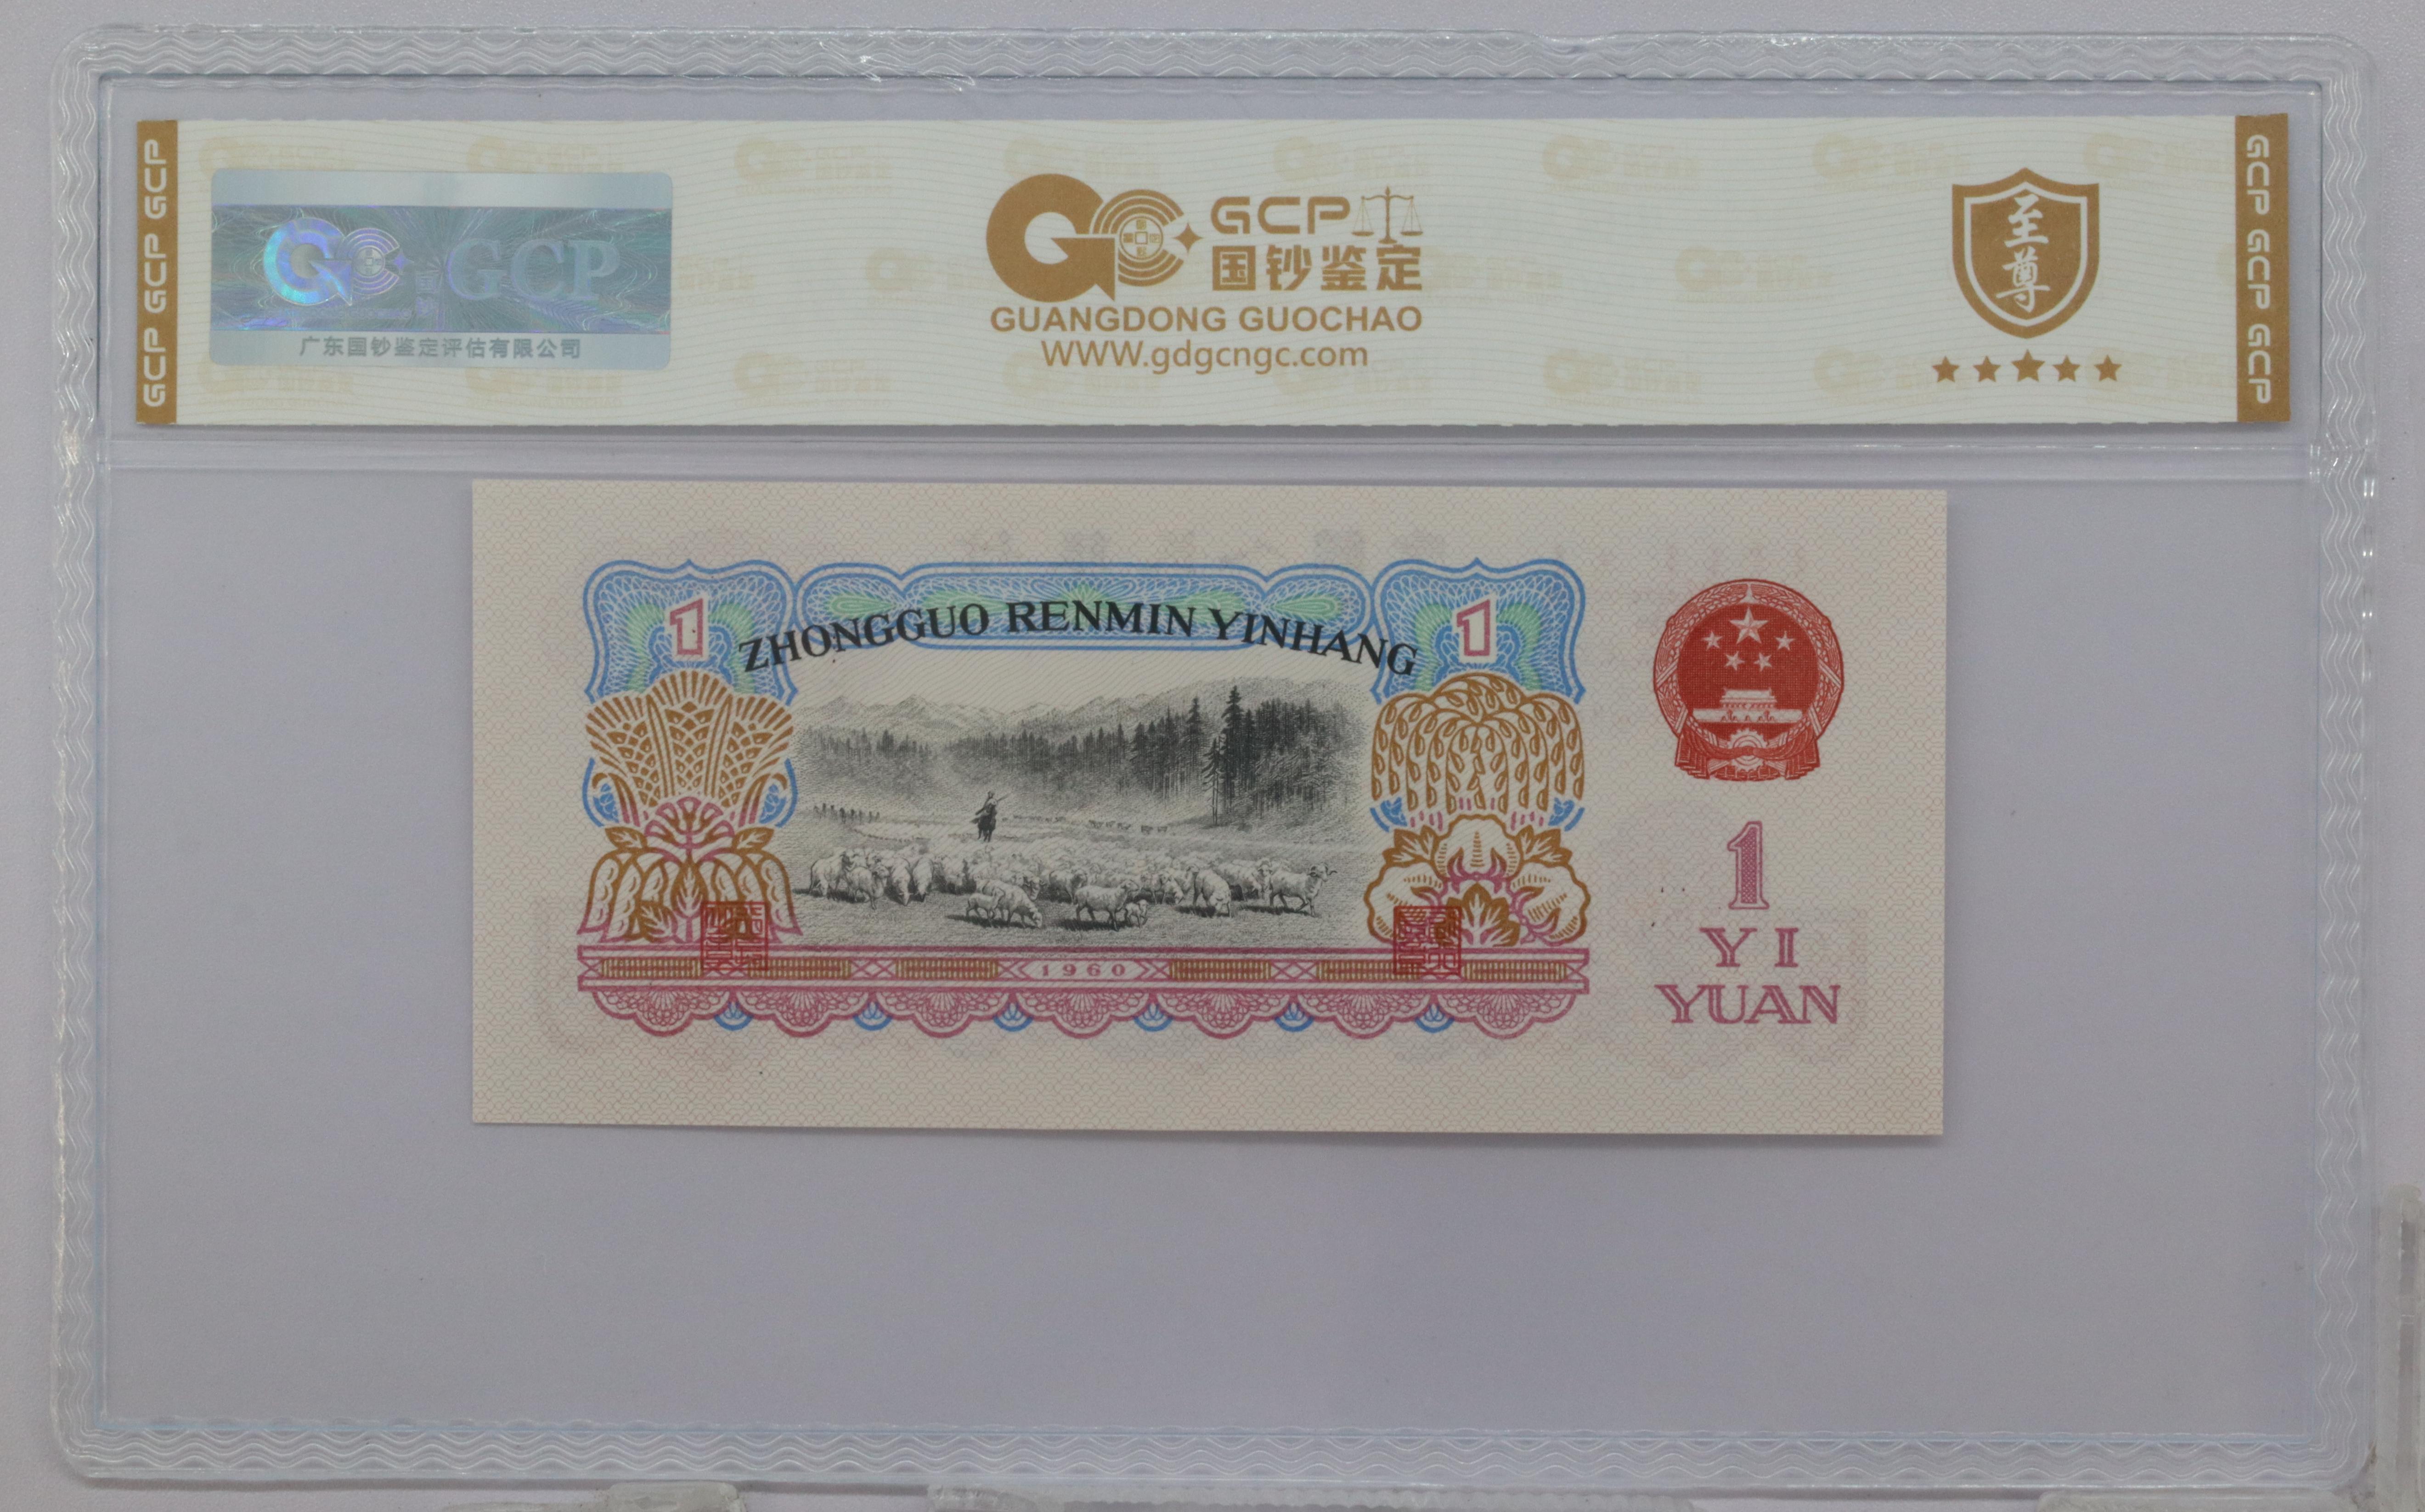 GCP GCP GCP
GCP
广东国钞鉴定评估有限公司
GC GCP
国钞鉴定
GUANGDONG GUOCHAO
WWW.gdgcngc.com
至尊
GCP GCP GCP
1
ZHONGGUO RENMIN YINHANG
1
1960
1
YI
YUAN